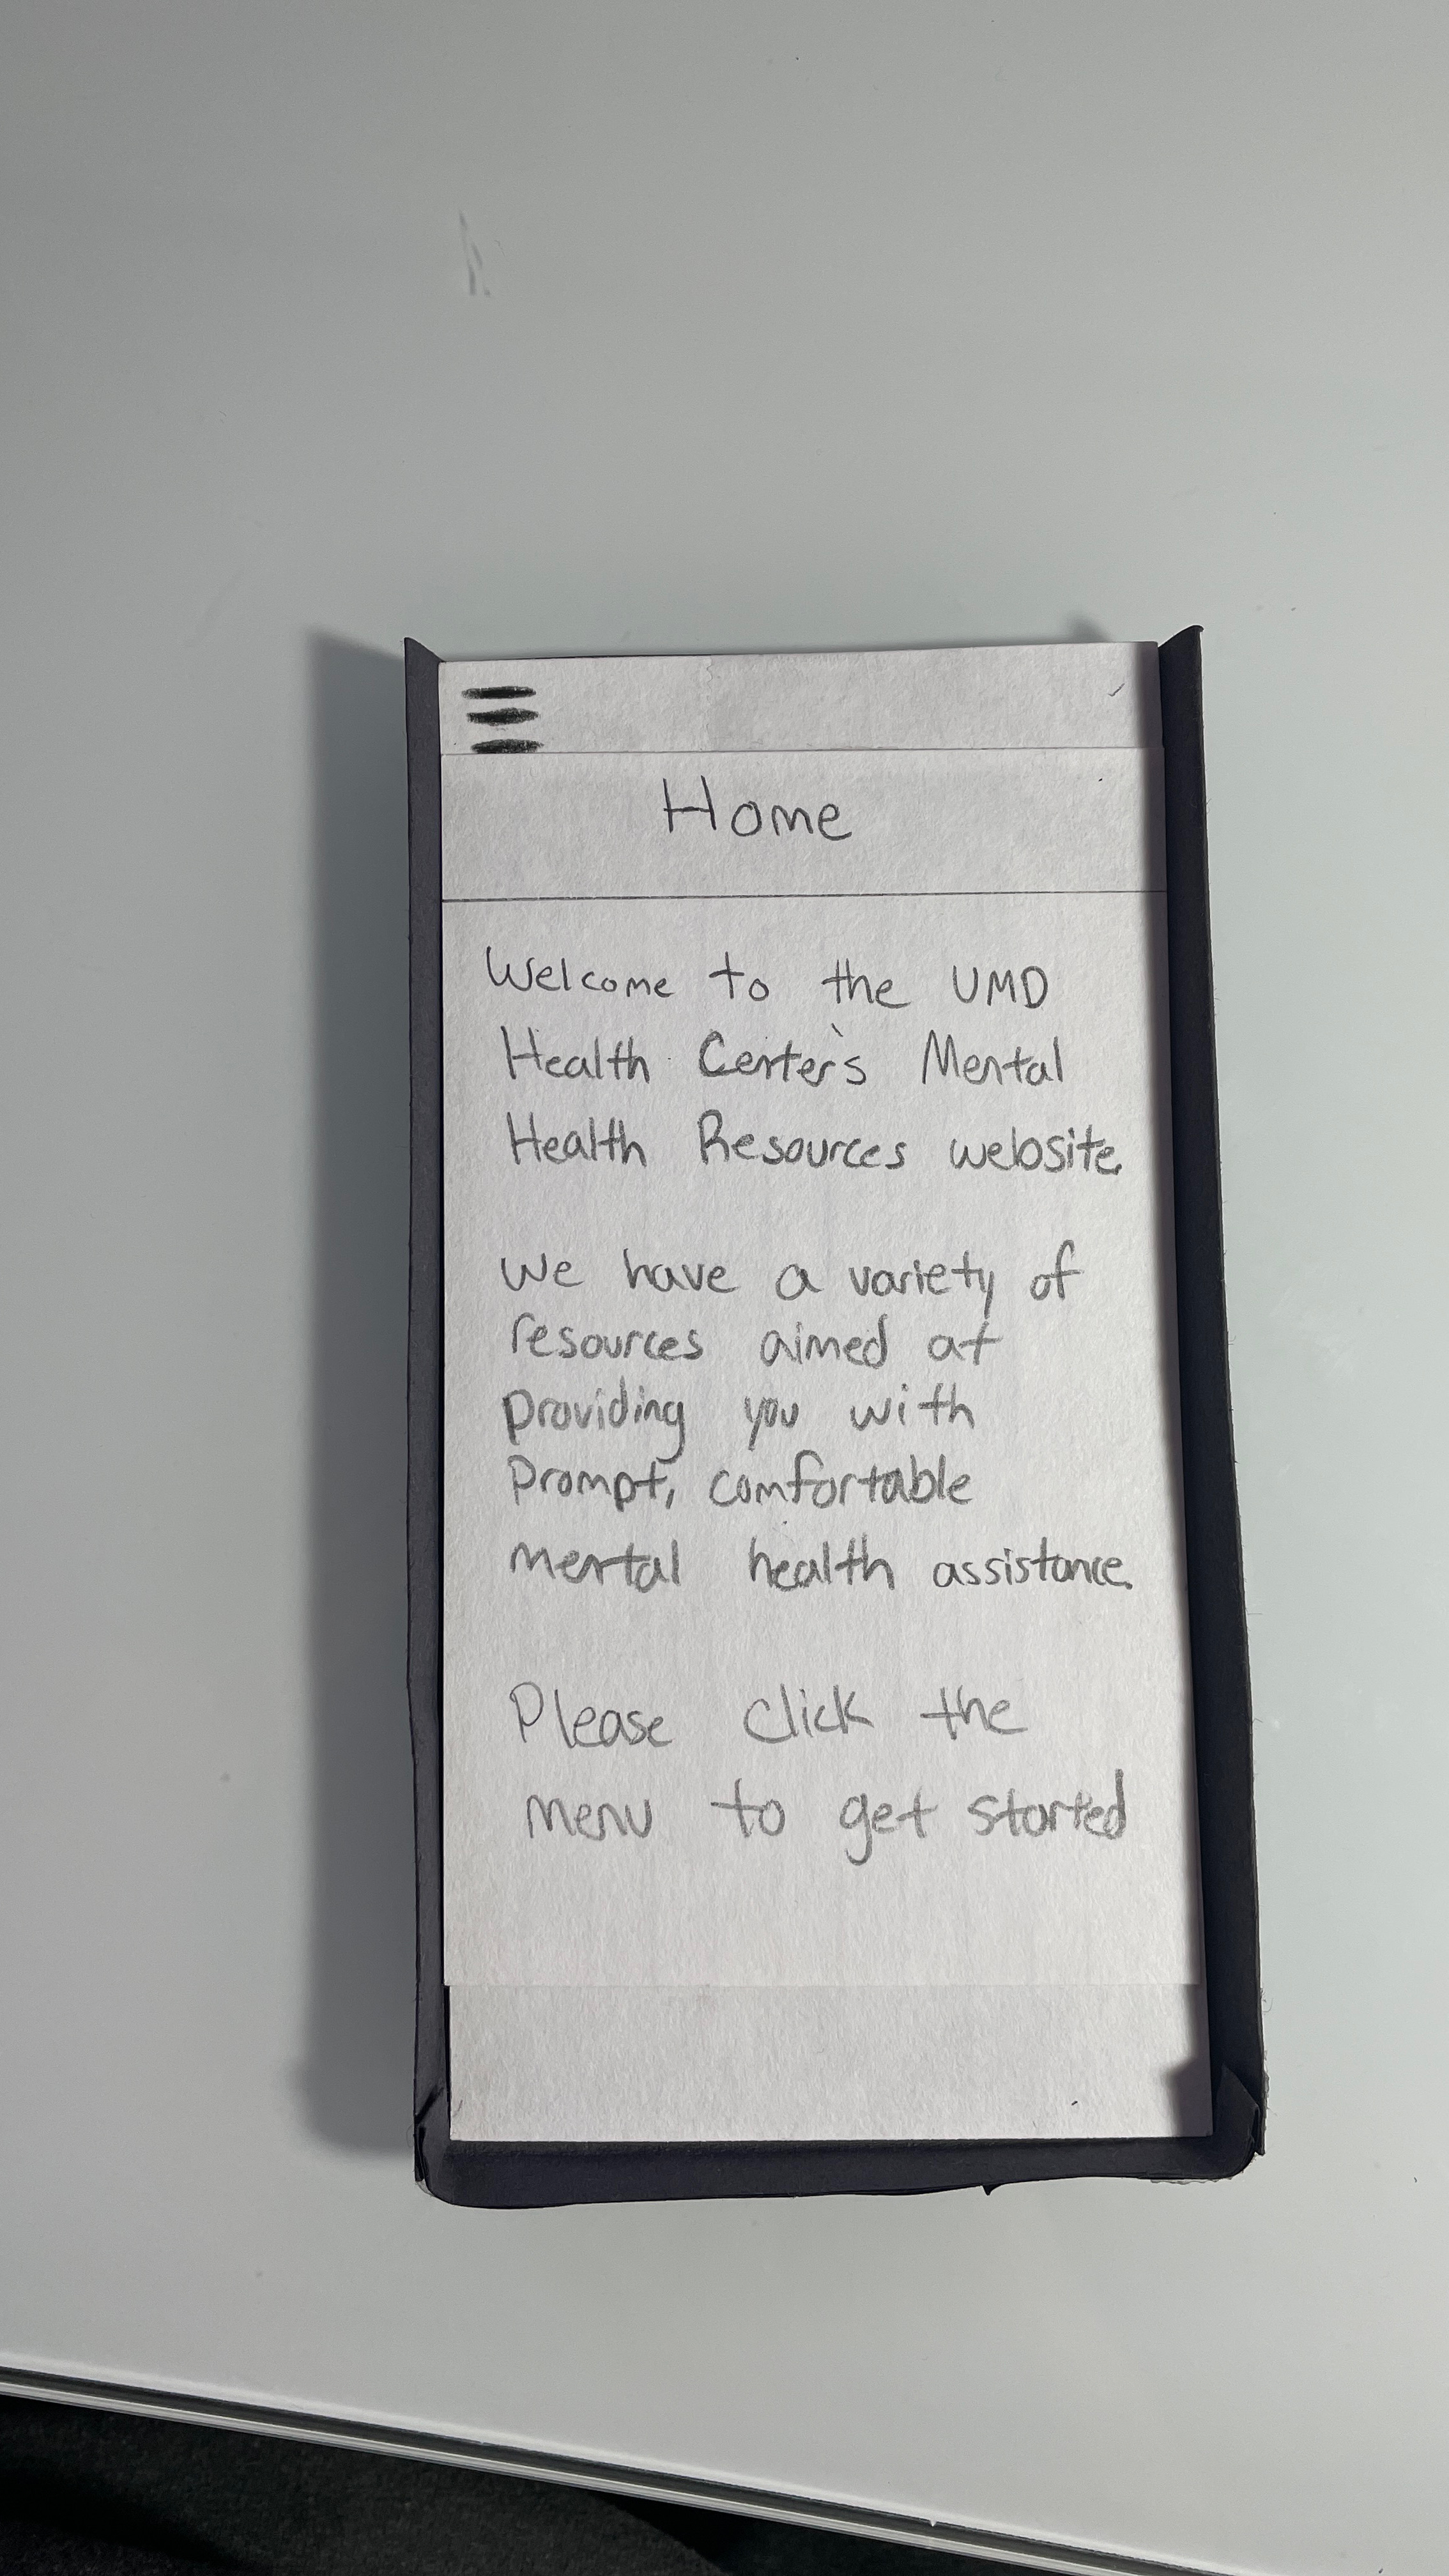 Home
Welcome to the UMD
Health Center's Mental
Health Resources website.
We have a variety of
resources aimed at
providing you with
prompt, comfortable
mental health assistance.
Please click the
menu to get started